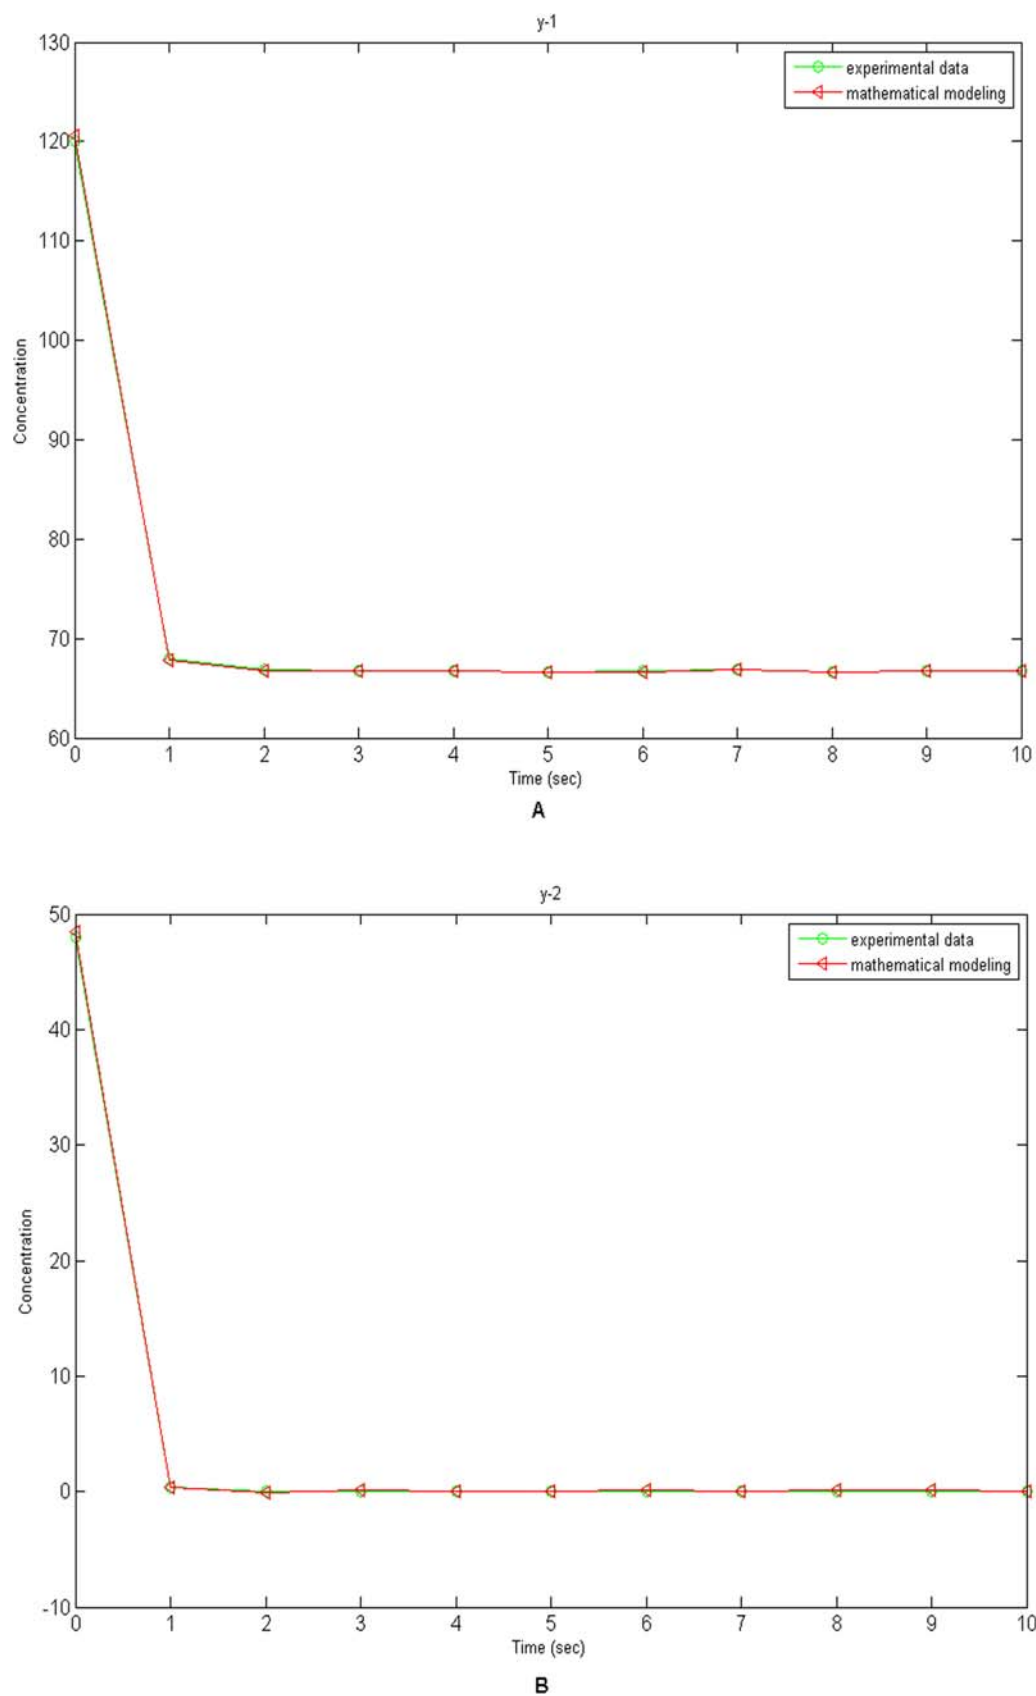 y-1
130
120
110
100
90
80
70
60
Concentration
experimental data
mathematical modeling
0 1 2 3 4 5 6 7 8 9 10
Time (sec)
A
y-2
50
40
30
20
10
0
-10
Concentration
experimental data
mathematical modeling
0 1 2 3 4 5 6 7 8 9 10
Time (sec)
B